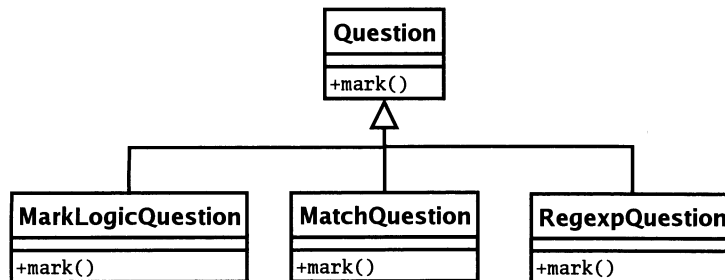 Question
+mark()
MarkLogicQuestion
+mark()
MatchQuestion
+mark()
RegexpQuestion
+mark()